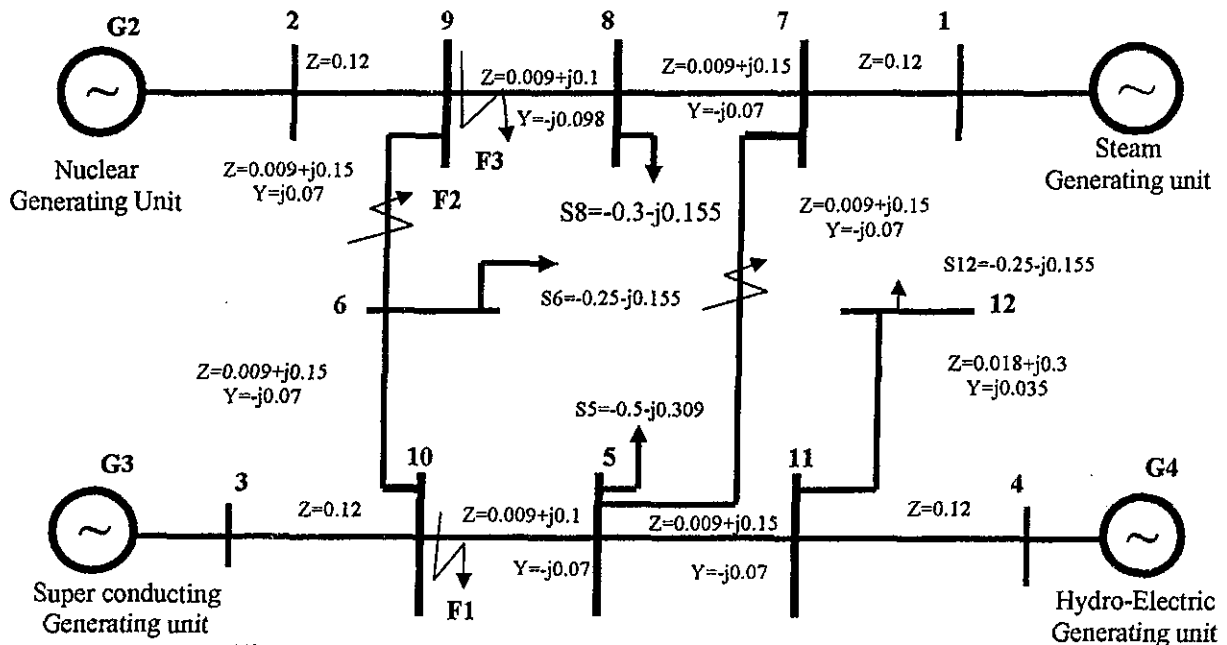 G2
2
9
8
7
1
Z=0.12
Z=0.009+j0.1
Z=0.009+j0.15
Z=0.12
Y=-j0.098
Y=-j0.07
Nuclear
Generating Unit
Z=0.009+j0.15
Y=j0.07
F3
F2
Steam
Generating unit
S8=-0.3-j0.155
Z=0.009+j0.15
Y=-j0.07
6
S6=-0.25-j0.155
S12=-0.25-j0.155
12
Z=0.009+j0.15
Y=-j0.07
Z=0.018+j0.3
Y=j0.035
S5=-0.5-j0.309
G3
3
10
5
11
4
G4
Z=0.12
Z=0.009+j0.1
Z=0.009+j0.15
Z=0.12
Y=-j0.07
Y=-j0.07
Super conducting
Generating unit
F1
Hydro-Electric
Generating unit